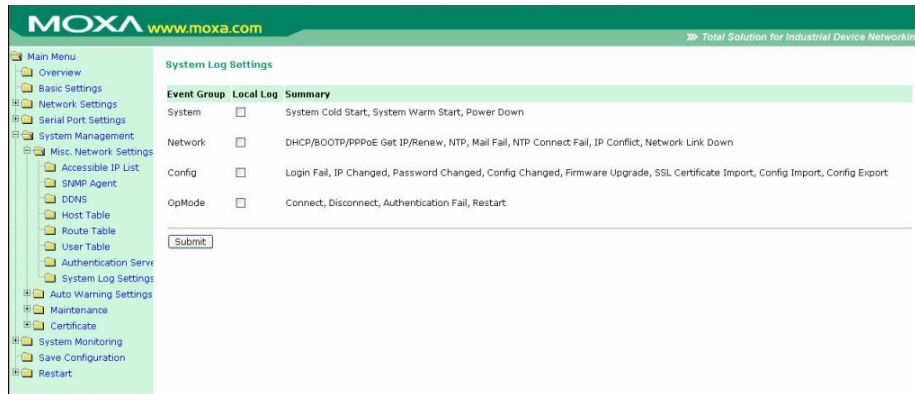 MOXA www.moxa.com
Total Solution for Industrial Device Networkin
Main Menu
Overview
Basic Settings
Network Settings
Serial Port Settings
System Management
Misc. Network Settings
Accessible IP List
SNMP Agent
DDNS
Host Table
Route Table
User Table
Authentication Serve
System Log Settings
Auto Warning Settings
Maintenance
Certificate
System Monitoring
Save Configuration
Restart
System Log Settings
Event Group Local Log Summary
System System Cold Start, System Warm Start, Power Down
Network DHCP/BOOTP/PPPoE Get IP/Renew, NTP, Mail Fail, NTP Connect Fail, IP Conflict, Network Link Down
Config Login Fail, IP Changed, Password Changed, Config Changed, Firmware Upgrade, SSL Certificate Import, Config Import, Config Export
OpMode Connect, Disconnect, Authentication Fail, Restart
Submit